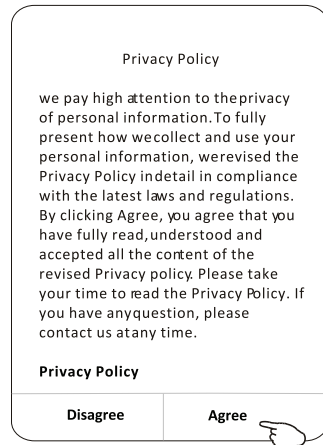 Privacy Policy
we pay high attention to theprivacy
of personal information.To fully
present how wecollect and use your
personal information, werevised the
Privacy Policy indetail in compliance
with the latest laws and regulations.
By clicking Agree, you agree that you
have fully read,understood and
accepted all the content of the
revised Privacy policy. Please take
your time to read the Privacy Policy. If
you have anyquestion, please
contact us atany time.
Privacy Policy
Disagree Agree